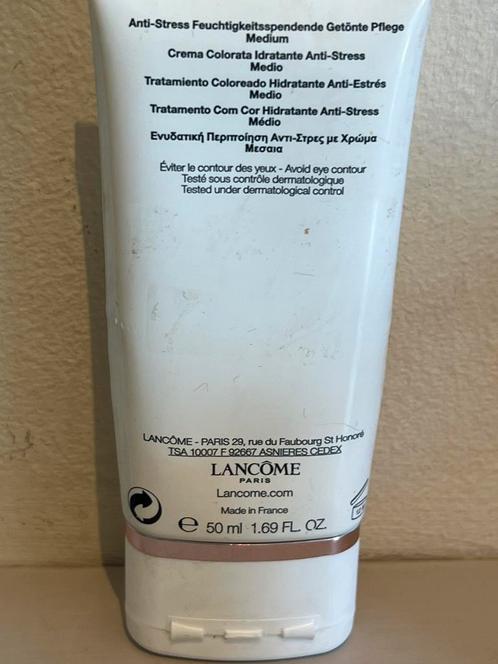 Anti-Stress Feuchtigkeitsspendende Getönte Pflege
Medium
Crema Colorata Idratante Anti-Stress
Medio
Tratamiento Coloreado Hidratante Anti-Estrés
Medio
Tratamento Com Cor Hidratante Anti-Stress
Médio
Ενυδατική Περιποίηση Αντι-Στρες με Χρώμα
Μεσαια
Éviter le contour des yeux - Avoid eye contour
Testé sous contrôle dermatologique
Tested under dermatological control
LANCÔME - PARIS 29, rue du Faubourg St Honoré
TSA 10007 F 92667 ASNIERES CEDEX
LANCÔME
PARIS
Lancome.com
Made in France
e 50 ml 1.69 FL. OZ.